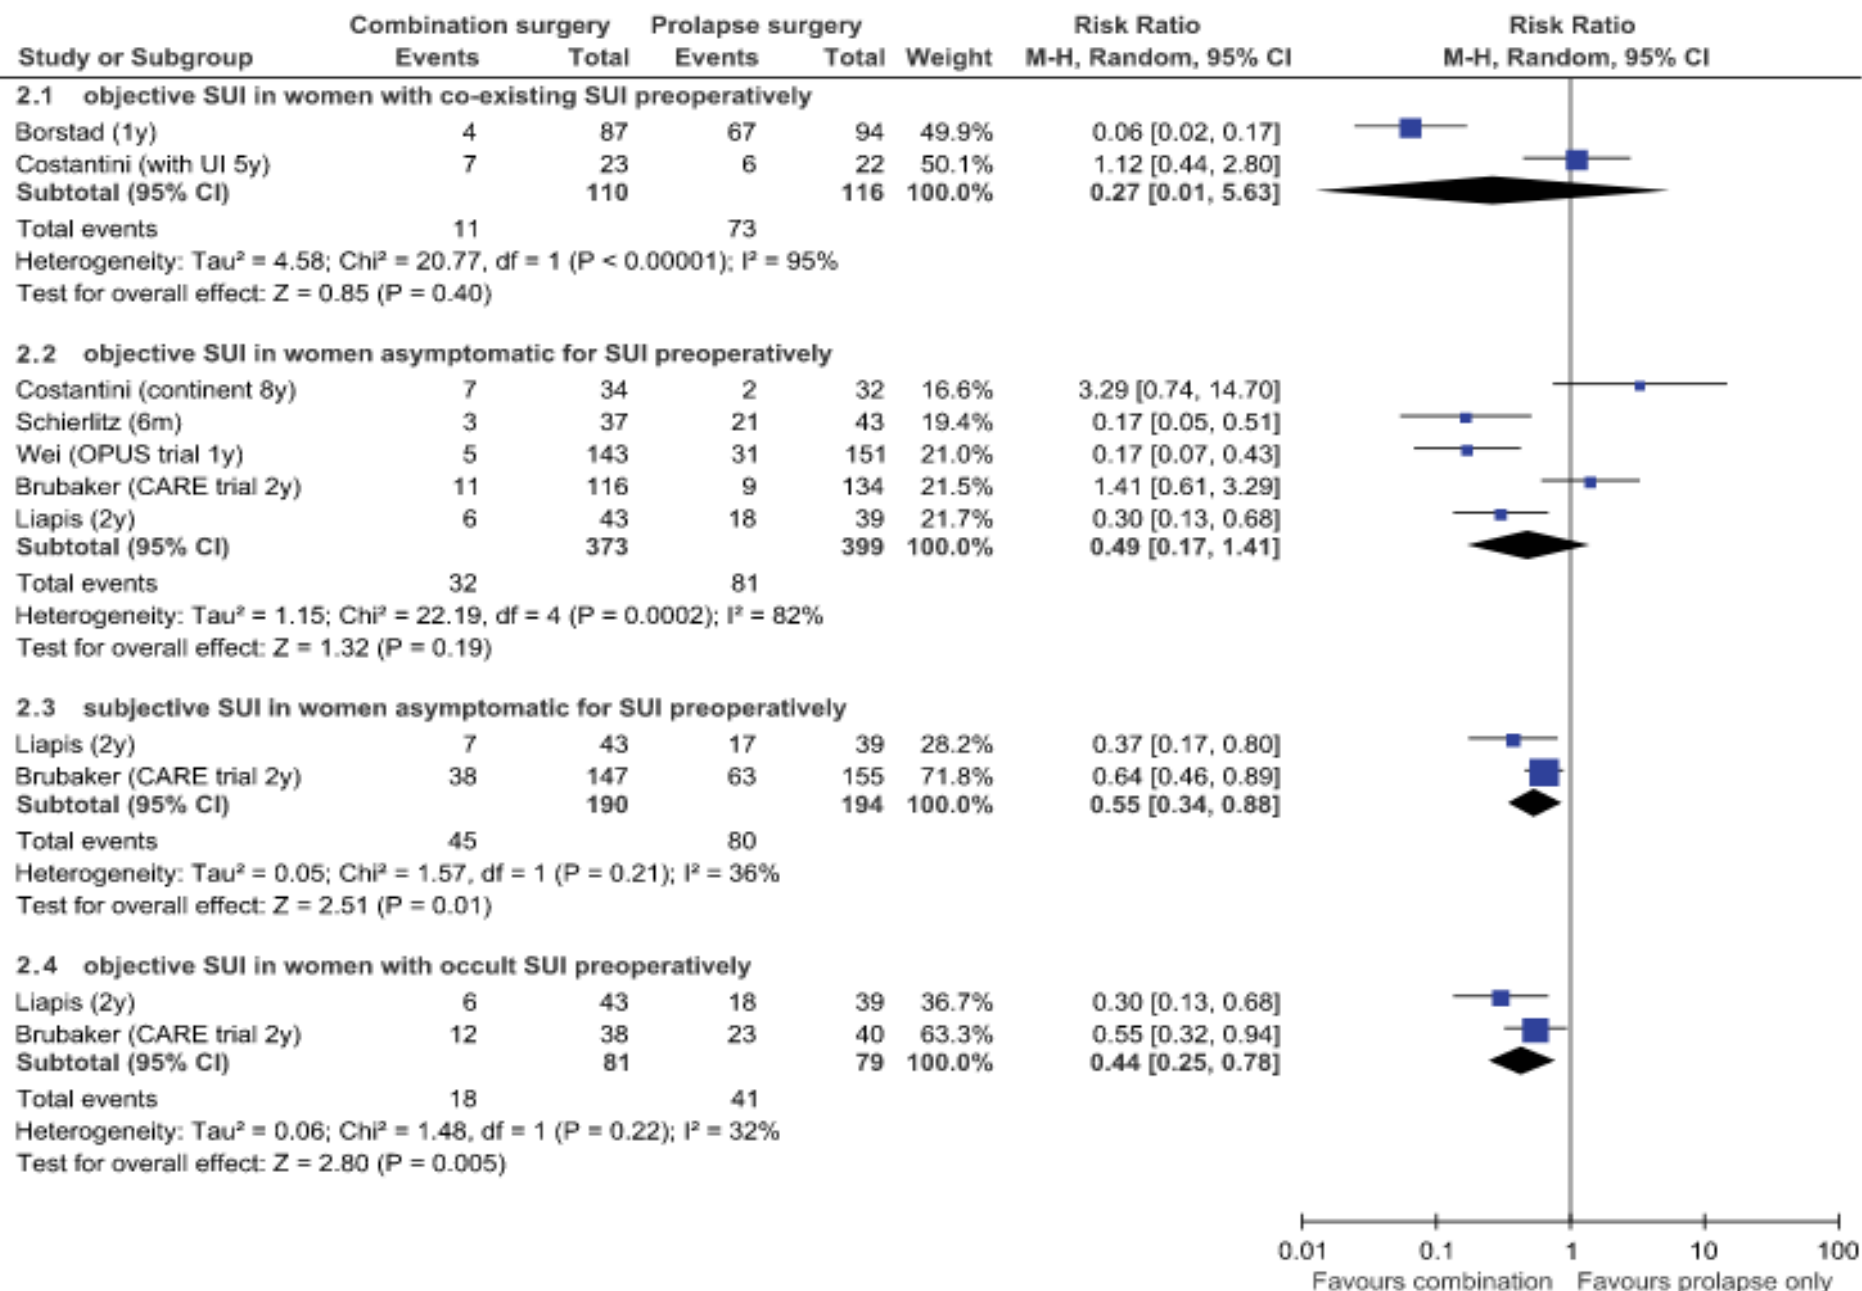 Combination surgery Prolapse surgery Risk Ratio Risk Ratio
Study or Subgroup Events Total Events Total Weight M-H, Random, 95% CI M-H, Random, 95% CI
2.1 objective SUI in women with co-existing SUI preoperatively
Borstad (1y) 4 87 67 94 49.9% 0.06 [0.02, 0.17]
Costantini (with UI 5y) 7 23 6 22 50.1% 1.12 [0.44, 2.80]
Subtotal (95% CI) 110 116 100.0% 0.27 [0.01, 5.63]
Total events 11 73
Heterogeneity: Tau² = 4.58; Chi² = 20.77, df = 1 (P < 0.00001); I² = 95%
Test for overall effect: Z = 0.85 (P = 0.40)
2.2 objective SUI in women asymptomatic for SUI preoperatively
Costantini (continent 8y) 7 34 2 32 16.6% 3.29 [0.74, 14.70]
Schierlitz (6m) 3 37 21 43 19.4% 0.17 [0.05, 0.51]
Wei (OPUS trial 1y) 5 143 31 151 21.0% 0.17 [0.07, 0.43]
Brubaker (CARE trial 2y) 11 116 9 134 21.5% 1.41 [0.61, 3.29]
Liapis (2y) 6 43 18 39 21.7% 0.30 [0.13, 0.68]
Subtotal (95% CI) 373 399 100.0% 0.49 [0.17, 1.41]
Total events 32 81
Heterogeneity: Tau² = 1.15; Chi² = 22.19, df = 4 (P = 0.0002); I² = 82%
Test for overall effect: Z = 1.32 (P = 0.19)
2.3 subjective SUI in women asymptomatic for SUI preoperatively
Liapis (2y) 7 43 17 39 28.2% 0.37 [0.17, 0.80]
Brubaker (CARE trial 2y) 38 147 63 155 71.8% 0.64 [0.46, 0.89]
Subtotal (95% CI) 190 194 100.0% 0.55 [0.34, 0.88]
Total events 45 80
Heterogeneity: Tau² = 0.05; Chi² = 1.57, df = 1 (P = 0.21); I² = 36%
Test for overall effect: Z = 2.51 (P = 0.01)
2.4 objective SUI in women with occult SUI preoperatively
Liapis (2y) 6 43 18 39 36.7% 0.30 [0.13, 0.68]
Brubaker (CARE trial 2y) 12 38 23 40 63.3% 0.55 [0.32, 0.94]
Subtotal (95% CI) 81 79 100.0% 0.44 [0.25, 0.78]
Total events 18 41
Heterogeneity: Tau² = 0.06; Chi² = 1.48, df = 1 (P = 0.22); I² = 32%
Test for overall effect: Z = 2.80 (P = 0.005)
0.01 0.1 1 10 100
Favours combination Favours prolapse only